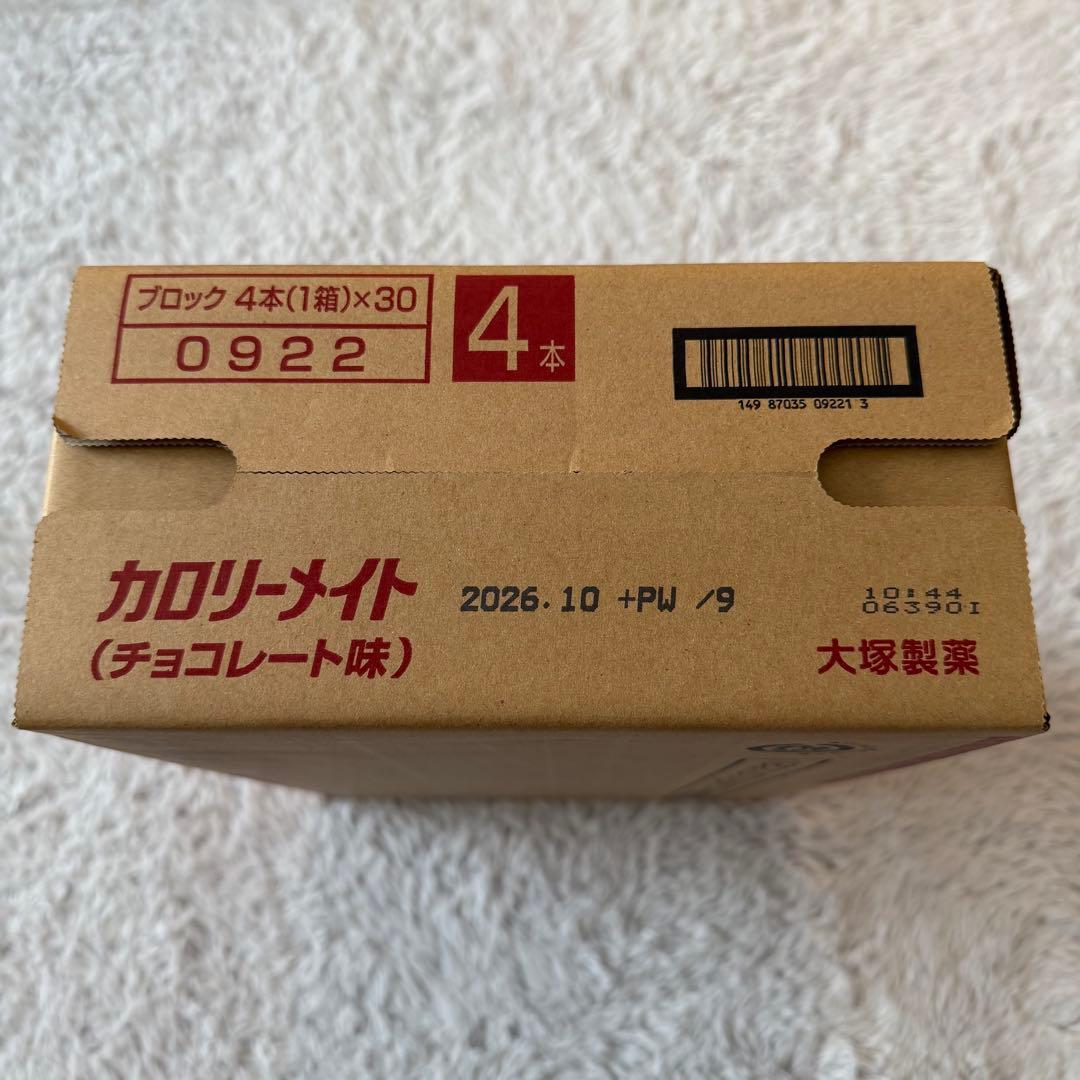 ブロック 4本(1箱)×30
0922
4本
149 87035 09221 3
カロリーメイト
(チョコレート味)
2026.10 +PW /9
10:44
063901
大塚製薬